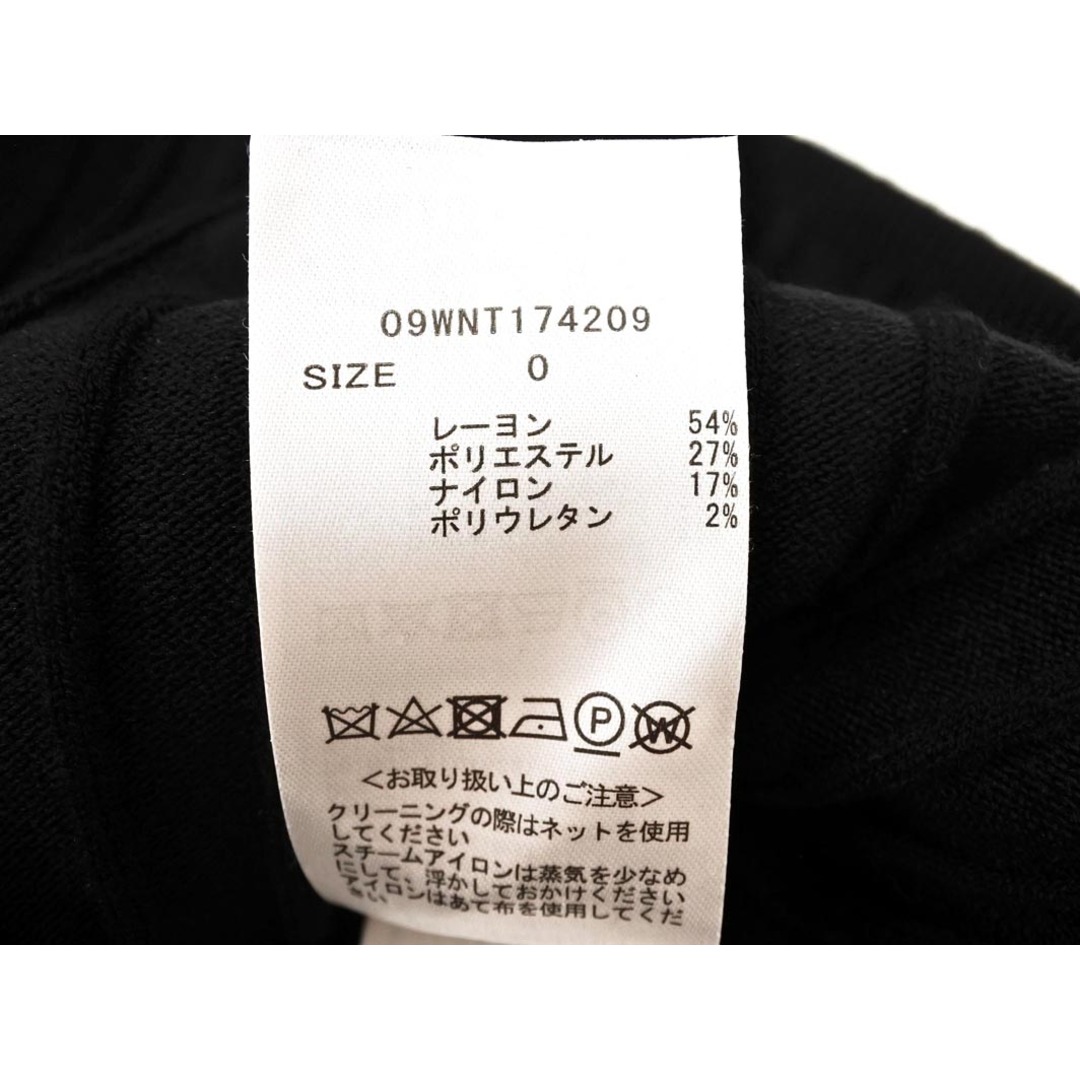 09WNT174209
SIZE 0
レーヨン 54%
ポリエステル 27%
ナイロン 17%
ポリウレタン 2%
P W
<お取り扱い上のご注意>
クリーニングの際はネットを使用
してください
スチームアイロンは蒸気を少なめ
にして、浮かしておかけください
アイロンはあて布を使用してくだ
さい